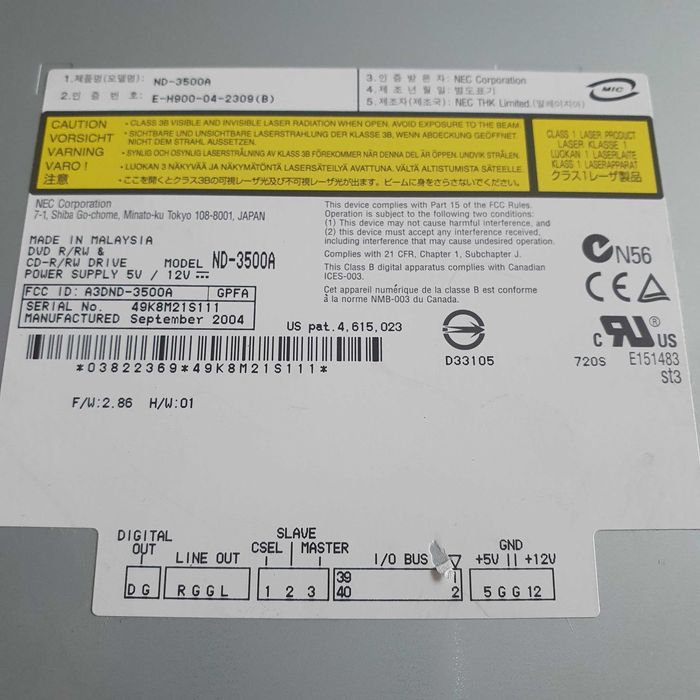 1.제품명(모델명): ND-3500A
2.인 증 번 호: E-H900-04-2309(B)
3.인 증 받 은 자: NEC Corporation
4.제 조 년 월 일: 별도표기
5.제조자(제조국): NEC THK Limited.(말레이지아)
MIC
CAUTION • CLASS 3B VISIBLE AND INVISIBLE LASER RADIATION WHEN OPEN. AVOID EXPOSURE TO THE BEAM.
VORSICHT • SICHTBARE UND UNSICHTBARE LASERSTRAHLUNG DER KLASSE 3B, WENN ABDECKUNG GEÖFFNET.
NICHT DEM STRAHL AUSSETZEN.
VARNING • SYNLIG OCH OSYNLIG LASERSTRÅLNING AV KLASS 3B FÖREKOMMER NÄR DENNA DEL ÄR ÖPPEN. UNDVIK STRÅLEN.
VARO ! • LUOKAN 3 NÄKYVÄÄ JA NÄKYMÄTÖNTÄ LASERSÄTEILYÄ AVATTUNA. VÄLTÄ ALTISTUMISTA SÄTEELLE.
注意 • ここを開くとクラス3Bの可視レーザ光及び不可視レーザ光が出ます。ビームに身をさらさないでください。
CLASS 1 LASER PRODUCT
LASER KLASSE 1
LUOKAN 1 LASERLAITE
KLASS 1 LASERAPPARAT
クラス1レーザ製品
NEC Corporation
7-1, Shiba Go-chome, Minato-ku Tokyo 108-8001, JAPAN
MADE IN MALAYSIA
DVD R/RW &
CD-R/RW DRIVE MODEL ND-3500A
POWER SUPPLY 5V / 12V
FCC ID: A3DND-3500A GPFA
SERIAL No. 49K8M21S111
MANUFACTURED September 2004
This device complies with Part 15 of the FCC Rules.
Operation is subject to the following two conditions:
(1) This device may not cause harmful interference, and
(2) this device must accept any interference received,
including interference that may cause undesired operation.
Complies with 21 CFR, Chapter 1, Subchapter J.
This Class B digital apparatus complies with Canadian
ICES-003.
Cet appareil numérique de la classe B est conforme
à la norme NMB-003 du Canada.
N56
CE
US pat.4,615,023
D33105
C RU ® US
720S E151483
st3
*03822369*49K8M21S111*
F/W:2.86 H/W:01
DIGITAL
OUT
LINE OUT
SLAVE
CSEL | MASTER
I/O BUS
GND
+5V || +12V
D G
R G G L
1 2 3
39 1
40 2
5 G G 12